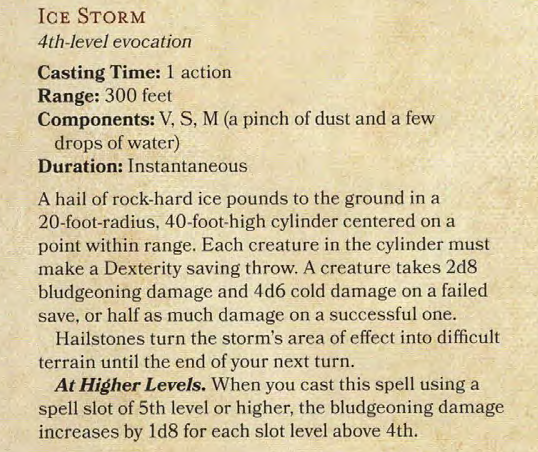 ICE STORM
4th-level evocation
Casting Time: 1 action
Range: 300 feet
Components: V, S, M (a pinch of dust and a few
drops of water)
Duration: Instantaneous
A hail of rock-hard ice pounds to the ground in a
20-foot-radius, 40-foot-high cylinder centered on a
point within range. Each creature in the cylinder must
make a Dexterity saving throw. A creature takes 2d8
bludgeoning damage and 4d6 cold damage on a failed
save, or half as much damage on a successful one.
Hailstones turn the storm's area of effect into difficult
terrain until the end of your next turn.
At Higher Levels. When you cast this spell using a
spell slot of 5th level or higher, the bludgeoning damage
increases by 1d8 for each slot level above 4th.